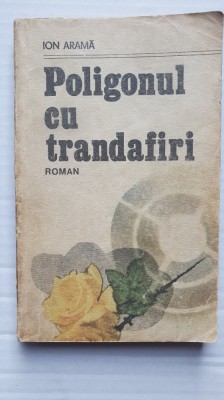 ION ARAMĂ
Poligonul
cu
trandafiri
ROMAN